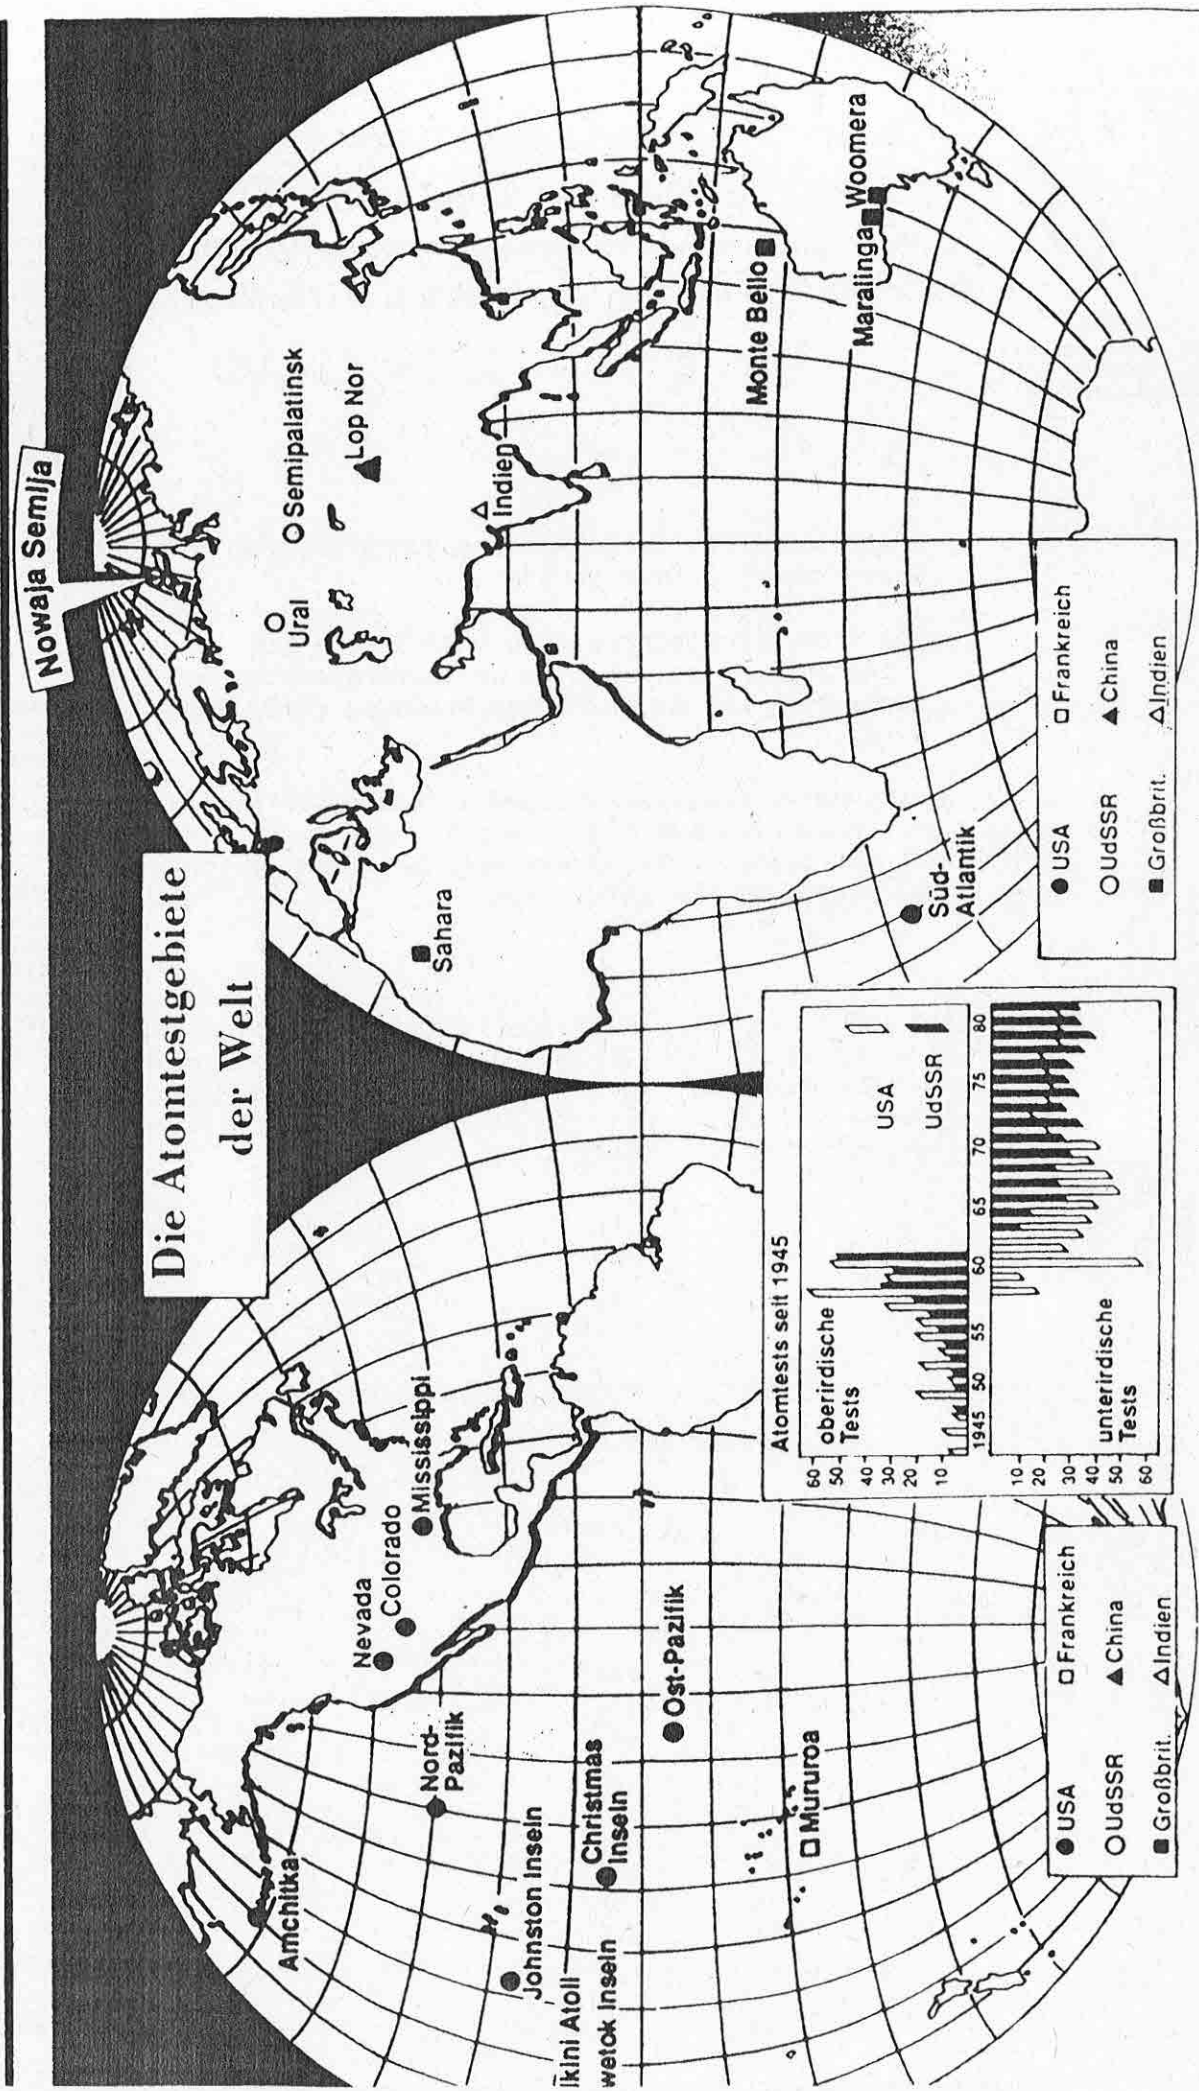 Die Atomtestgebiete
der Welt
Nowaja Semlja
Amchitka
Nord-
Pazifik
Nevada
Colorado
Mississipi
Johnston Inseln
Christmas
Inseln
Ikini Atoll
wetok Inseln
Ost-Pazifik
Mururoa
Sahara
Ural
Semipalatinsk
Lop Nor
Indien
Monte Bello
Maralinga
Woomera
Süd-
Atlantik
USA
Frankreich
UdSSR
China
Großbrit.
Indien
Atomtests seit 1945
oberirdische
Tests
USA
UdSSR
60
50
40
30
20
10
1945 50 55 60 65 70 75 80
10
20
30
40
50
60
unterirdische
Tests
USA
Frankreich
UdSSR
China
Großbrit.
Indien